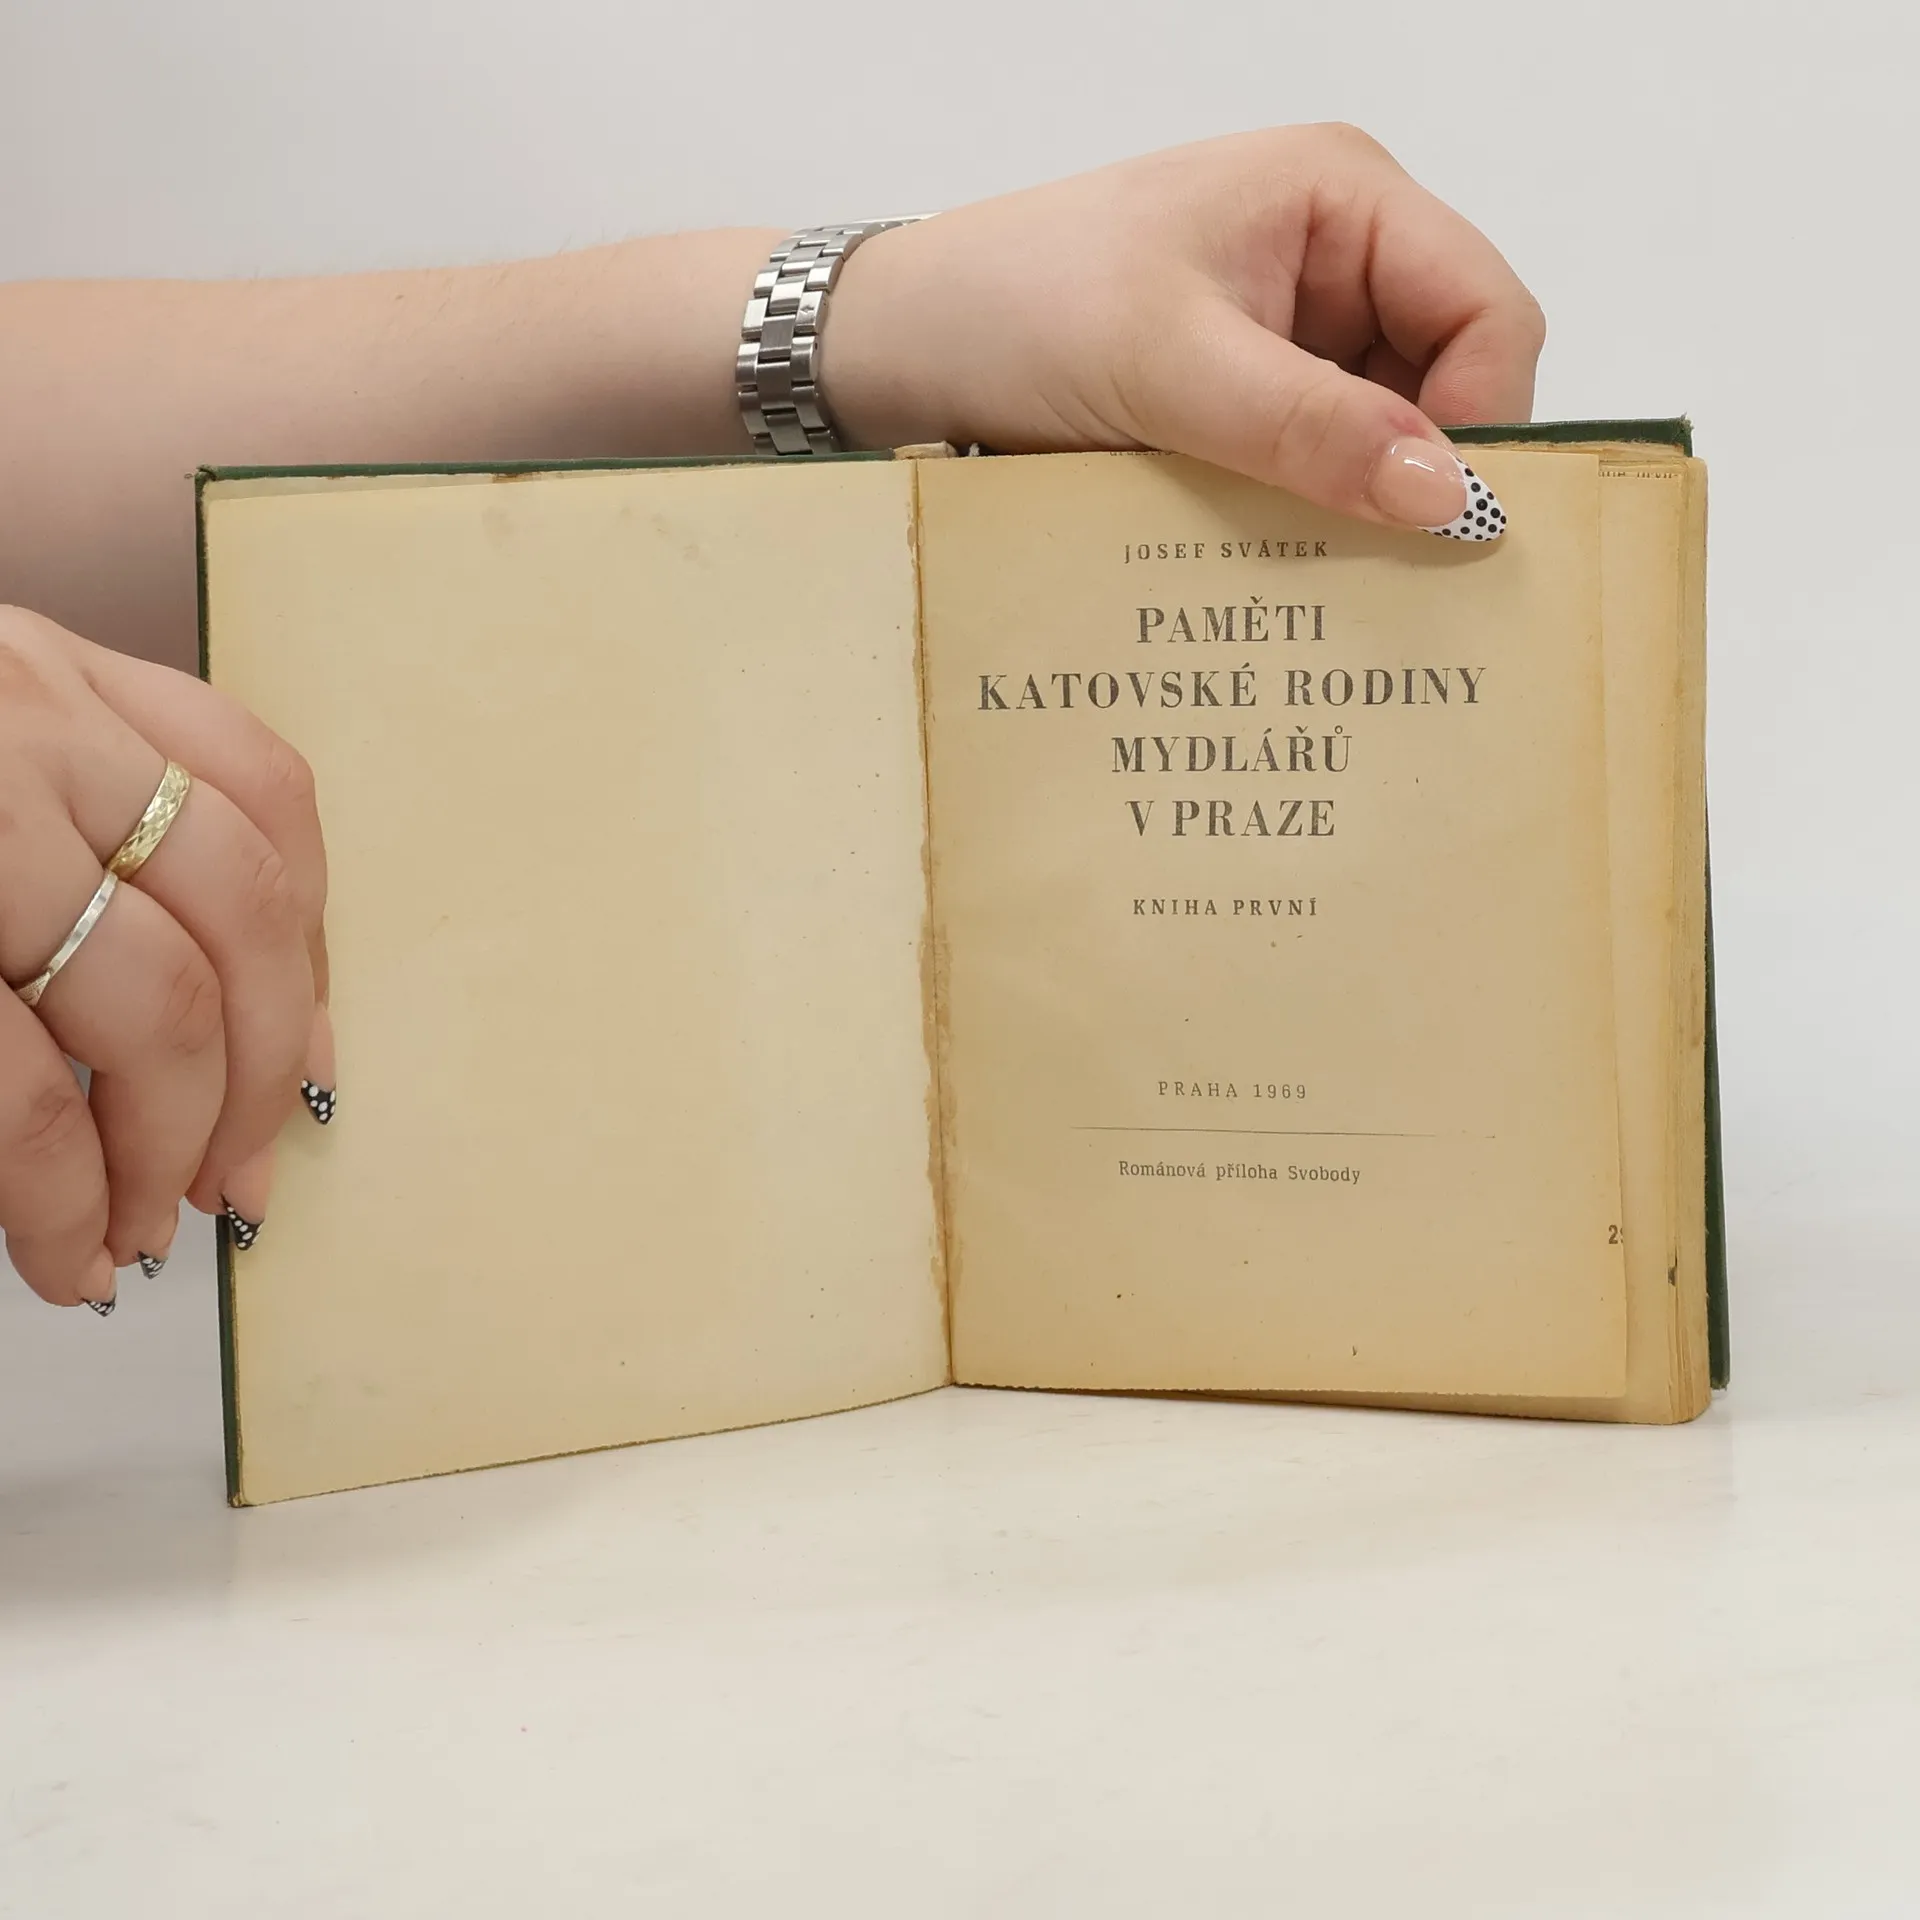 JOSEF SVÁTEK
PAMĚTI
KATOVSKÉ RODINY
MYDLÁŘŮ
V PRAZE
KNIHA PRVNÍ
PRAHA 1969
Románová příloha Svobody